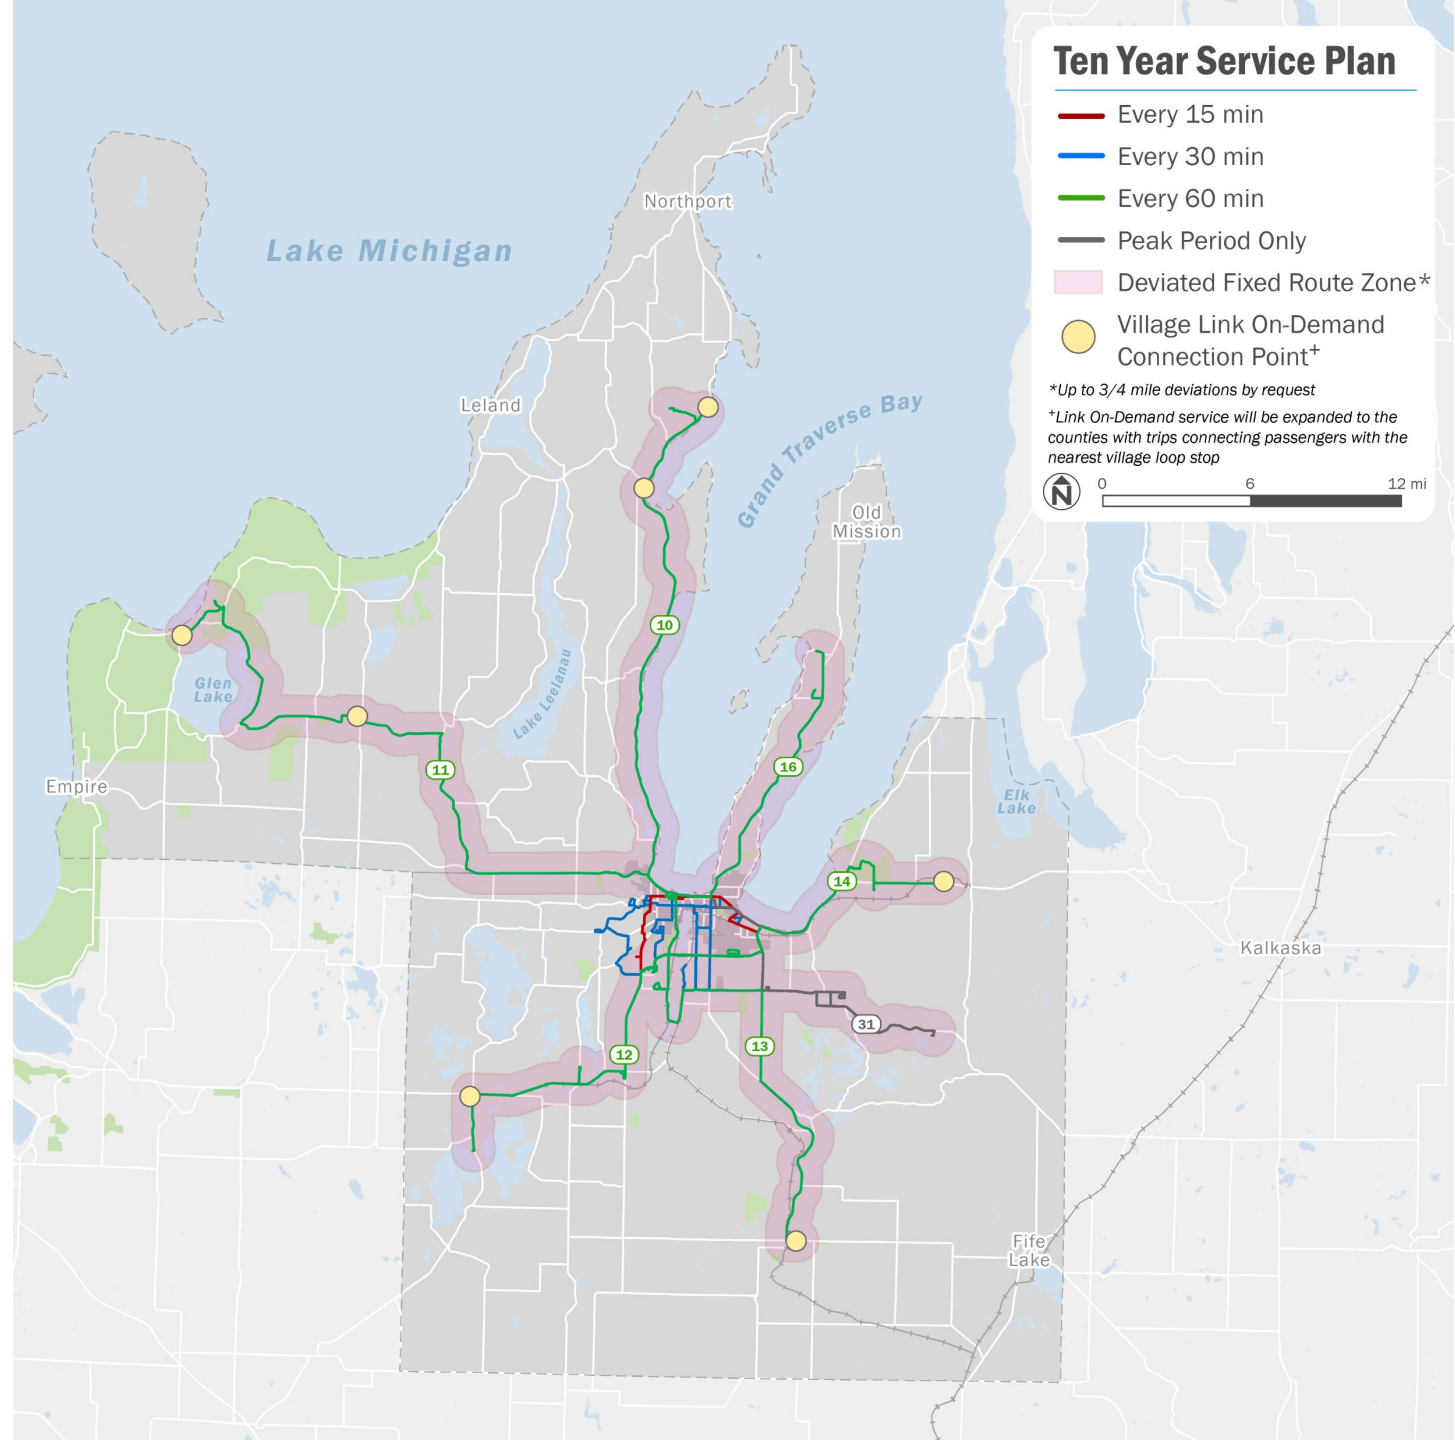 Ten Year Service Plan
Every 15 min
Every 30 min
Every 60 min
Peak Period Only
Deviated Fixed Route Zone*
Village Link On-Demand
Connection Point+
*Up to 3/4 mile deviations by request
+Link On-Demand service will be expanded to the
counties with trips connecting passengers with the
nearest village loop stop
N
0 6 12 mi
Northport
Lake Michigan
Leland
Grand Traverse Bay
Old
Mission
10
Glen
Lake
Lake Leelanau
16
11
Empire
Elk
Lake
14
Kalkaska
31
12
13
Fife
Lake